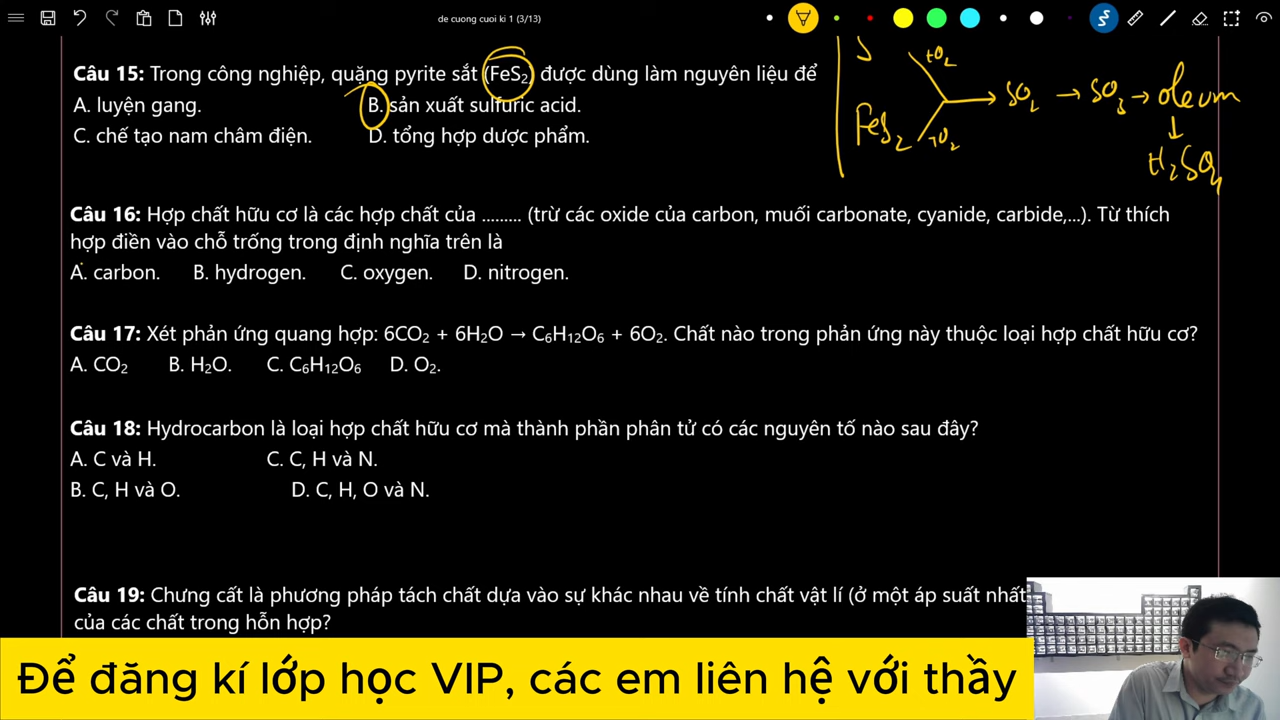 de cuong cuoi ki 1 (3/13)
Câu 15: Trong công nghiệp, quặng pyrite sắt (FeS₂) được dùng làm nguyên liệu để
A. luyện gang. B. sản xuất sulfuric acid.
C. chế tạo nam châm điện. D. tổng hợp dược phẩm.
S +O₂
FeS₂ +O₂ → SO₂ → SO₃ → oleum
↓
H₂SO₄
Câu 16: Hợp chất hữu cơ là các hợp chất của ......... (trừ các oxide của carbon, muối carbonate, cyanide, carbide,...). Từ thích
hợp điền vào chỗ trống trong định nghĩa trên là
A. carbon. B. hydrogen. C. oxygen. D. nitrogen.
Câu 17: Xét phản ứng quang hợp: 6CO₂ + 6H₂O → C₆H₁₂O₆ + 6O₂. Chất nào trong phản ứng này thuộc loại hợp chất hữu cơ?
A. CO₂ B. H₂O. C. C₆H₁₂O₆ D. O₂.
Câu 18: Hydrocarbon là loại hợp chất hữu cơ mà thành phần phân tử có các nguyên tố nào sau đây?
A. C và H. C. C, H và N.
B. C, H và O. D. C, H, O và N.
Câu 19: Chưng cất là phương pháp tách chất dựa vào sự khác nhau về tính chất vật lí (ở một áp suất nhất
của các chất trong hỗn hợp?
Để đăng kí lớp học VIP, các em liên hệ với thầy